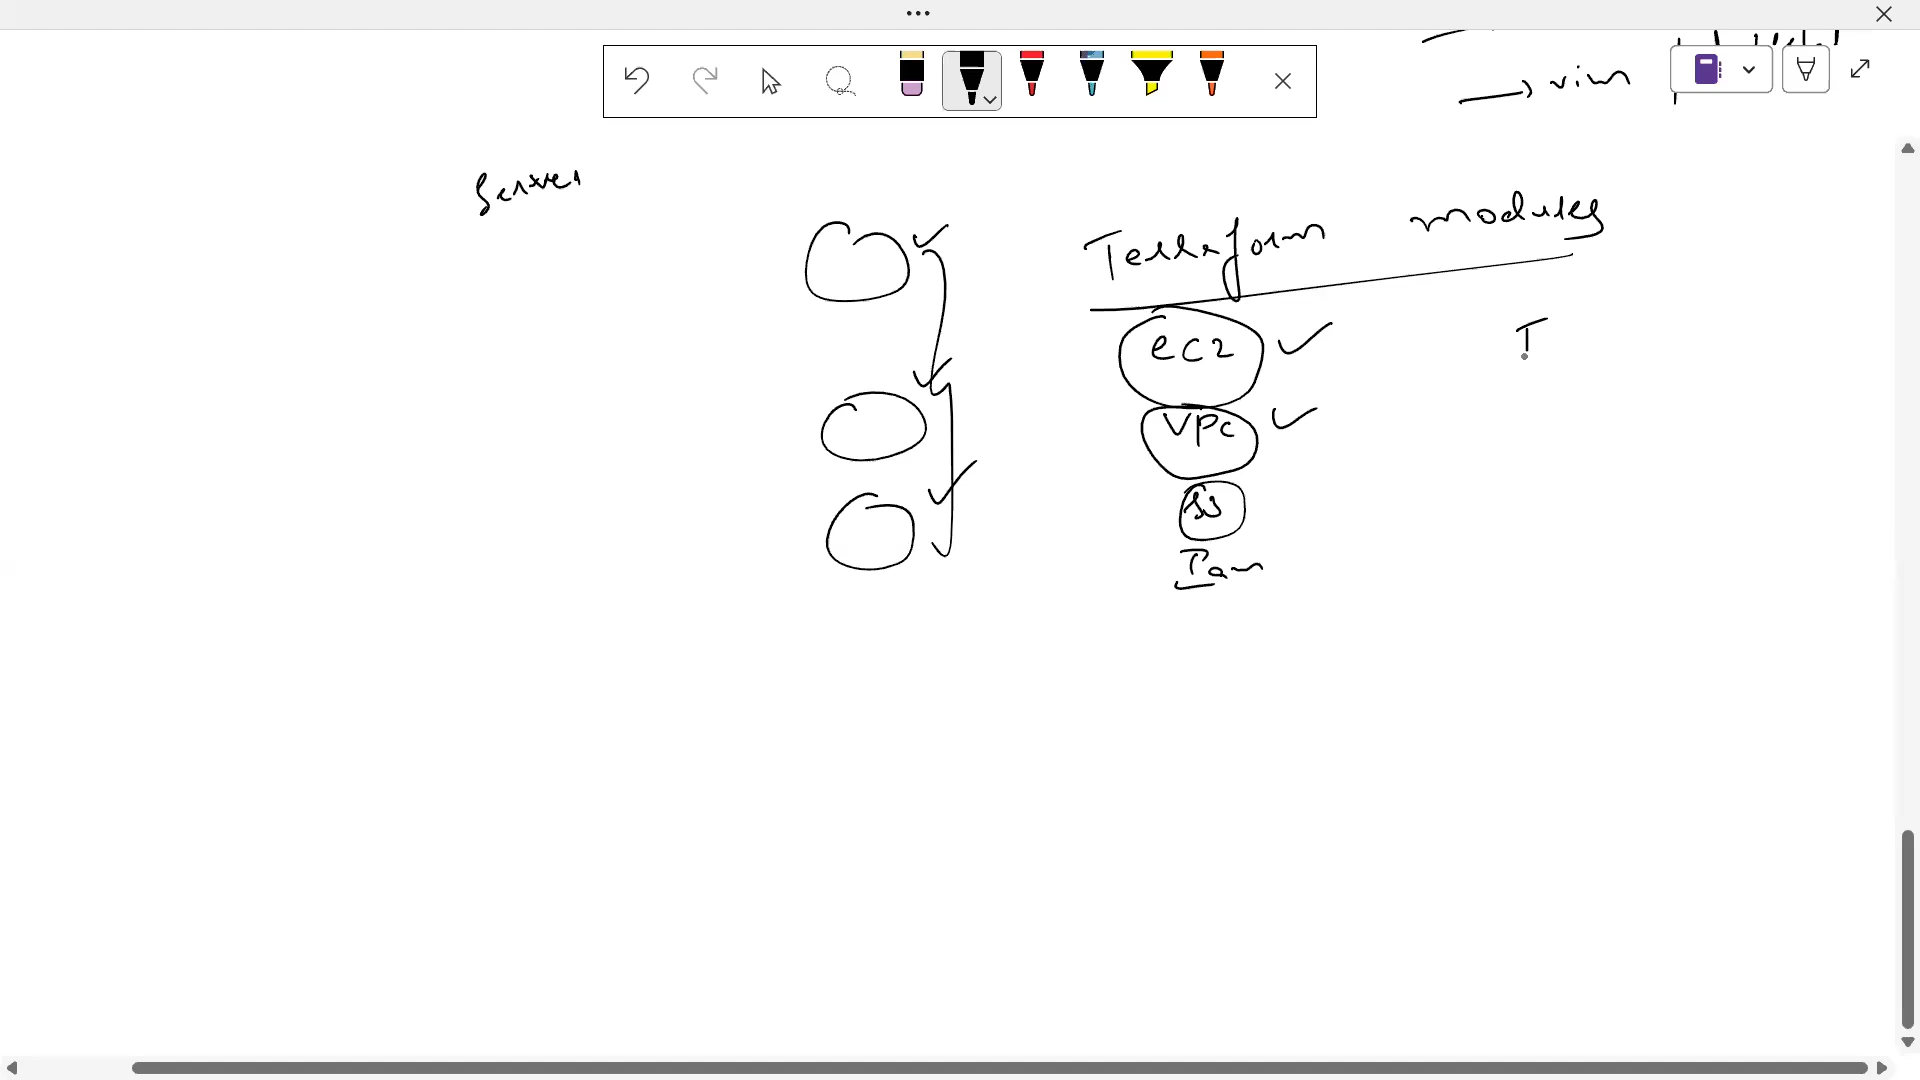 → vim
Server
Terraform modules
ec2
T
VPC
s3
Iam